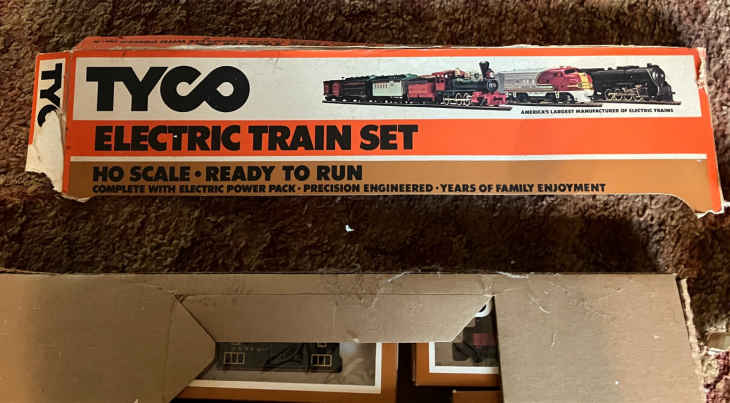 TYCO
AMERICA'S LARGEST MANUFACTURER OF ELECTRIC TRAINS
ELECTRIC TRAIN SET
HO SCALE • READY TO RUN
COMPLETE WITH ELECTRIC POWER PACK • PRECISION ENGINEERED • YEARS OF FAMILY ENJOYMENT
TYC